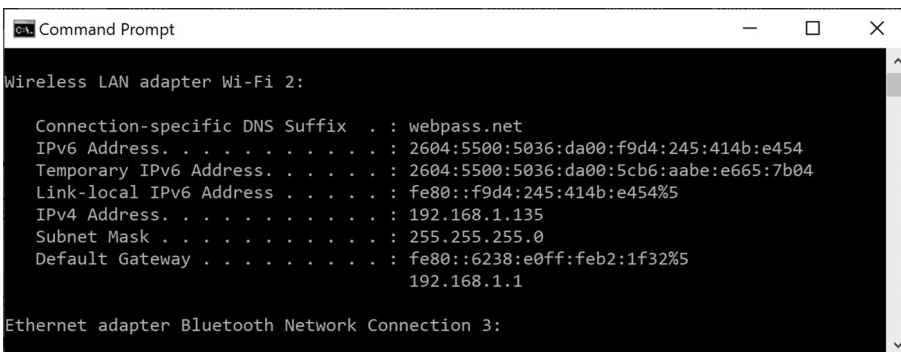 Command Prompt
Wireless LAN adapter Wi-Fi 2:
Connection-specific DNS Suffix . : webpass.net
IPv6 Address. . . . . . . . . . . : 2604:5500:5036:da00:f9d4:245:414b:e454
Temporary IPv6 Address. . . . . . : 2604:5500:5036:da00:5cb6:aabe:e665:7b04
Link-local IPv6 Address . . . . . : fe80::f9d4:245:414b:e454%5
IPv4 Address. . . . . . . . . . . : 192.168.1.135
Subnet Mask . . . . . . . . . . . : 255.255.255.0
Default Gateway . . . . . . . . . : fe80::6238:e0ff:feb2:1f32%5
192.168.1.1
Ethernet adapter Bluetooth Network Connection 3: